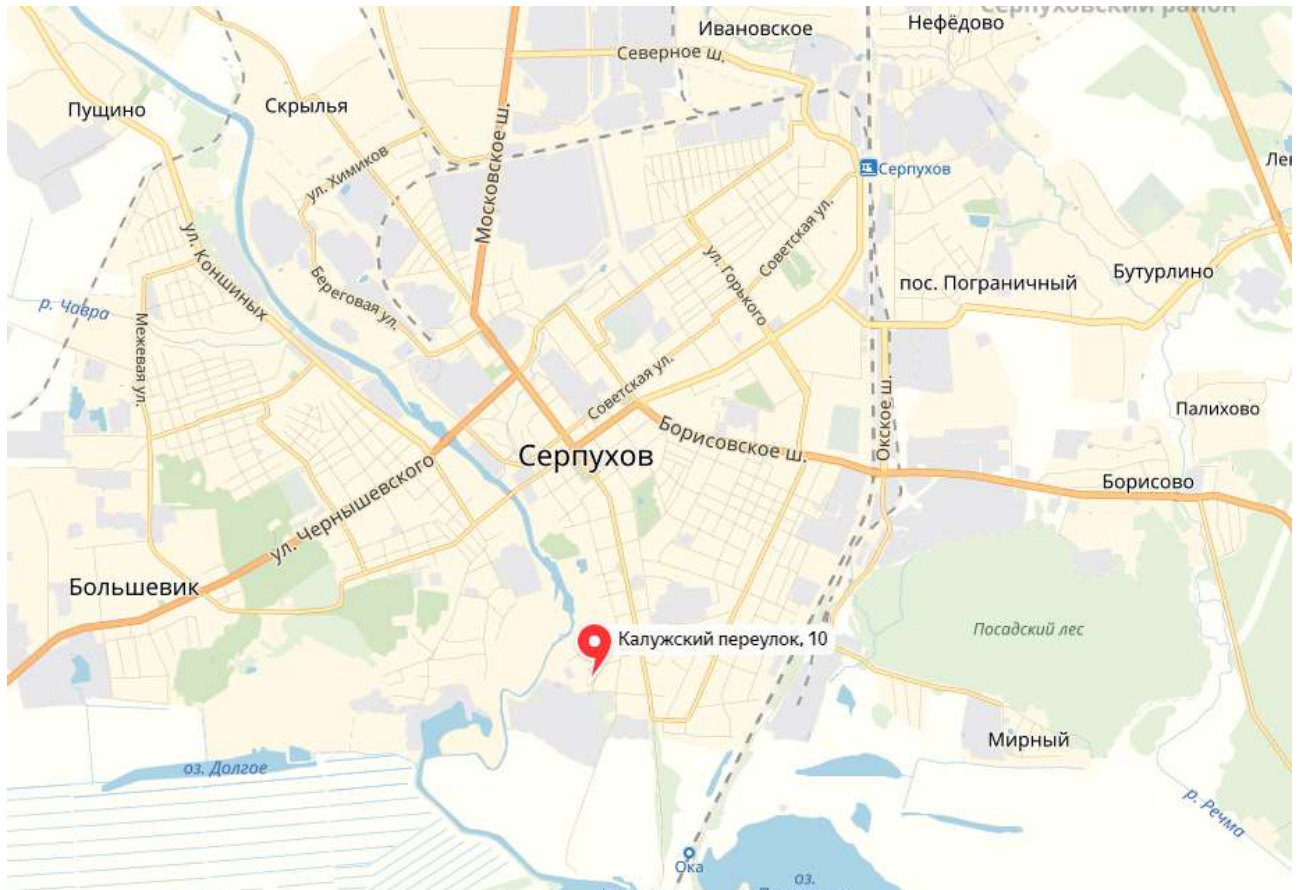 Серпуховский район
Ивановское
Нефёдово
Северное ш.
Пущино
Скрылья
Московское ш.
ул. Химиков
Серпухов
ул. Коншиных
Береговая ул.
ул. Горького
Советская ул.
пос. Пограничный
Бутурлино
р. Чавра
Межевая ул.
Советская ул.
Окское ш.
Палихово
Борисовское ш.
Серпухов
ул. Чернышевского
Борисово
Большевик
Калужский переулок, 10
Посадский лес
Мирный
оз. Долгое
р. Речма
Ока
оз.